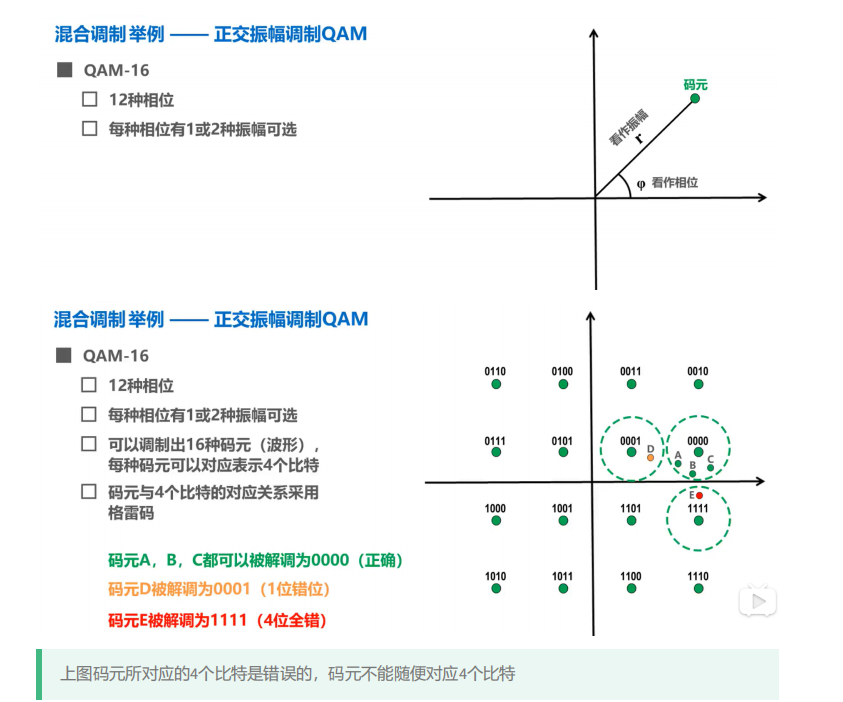 混合调制 举例 —— 正交振幅调制QAM
QAM-16
12种相位
每种相位有1或2种振幅可选
码元
看作振幅
r
φ 看作相位
混合调制 举例 —— 正交振幅调制QAM
QAM-16
12种相位
每种相位有1或2种振幅可选
可以调制出16种码元（波形），
每种码元可以对应表示4个比特
码元与4个比特的对应关系采用
格雷码
码元A，B，C都可以被解调为0000（正确）
码元D被解调为0001（1位错位）
码元E被解调为1111（4位全错）
0110 0100 0011 0010
0111 0101 0001 0000
D A B C
E
1000 1001 1101 1111
1010 1011 1100 1110
上图码元所对应的4个比特是错误的，码元不能随便对应4个比特